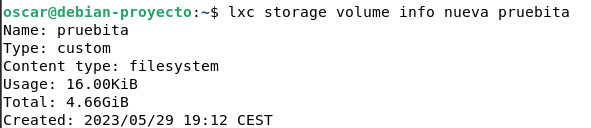 oscar@debian-proyecto:~$ lxc storage volume info nueva pruebita
Name: pruebita
Type: custom
Content type: filesystem
Usage: 16.00KiB
Total: 4.66GiB
Created: 2023/05/29 19:12 CEST